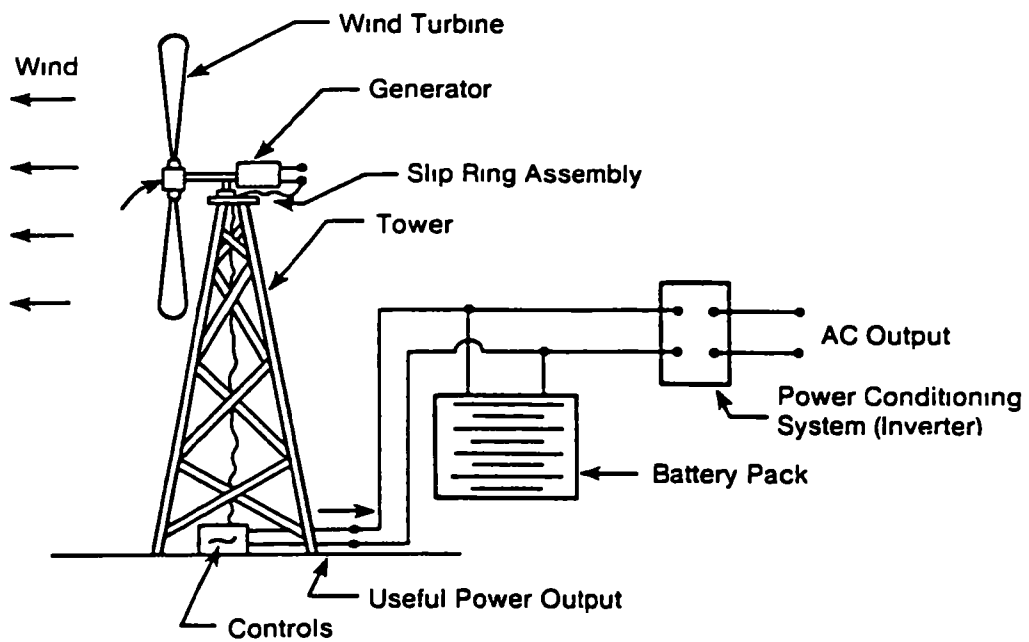 Wind Turbine
Wind
Generator
Slip Ring Assembly
Tower
AC Output
Power Conditioning
System (Inverter)
Battery Pack
Useful Power Output
Controls